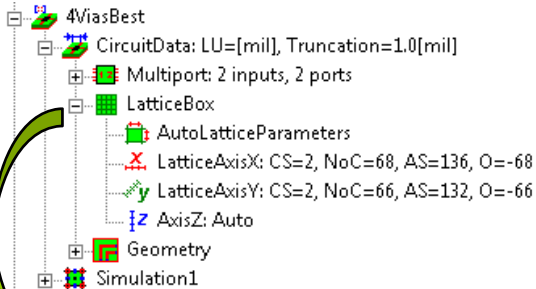 4ViasBest
CircuitData: LU=[mil], Truncation=1.0[mil]
Multiport: 2 inputs, 2 ports
LatticeBox
AutoLatticeParameters
LatticeAxisX: CS=2, NoC=68, AS=136, O=-68
LatticeAxisY: CS=2, NoC=66, AS=132, O=-66
AxisZ: Auto
Geometry
Simulation1